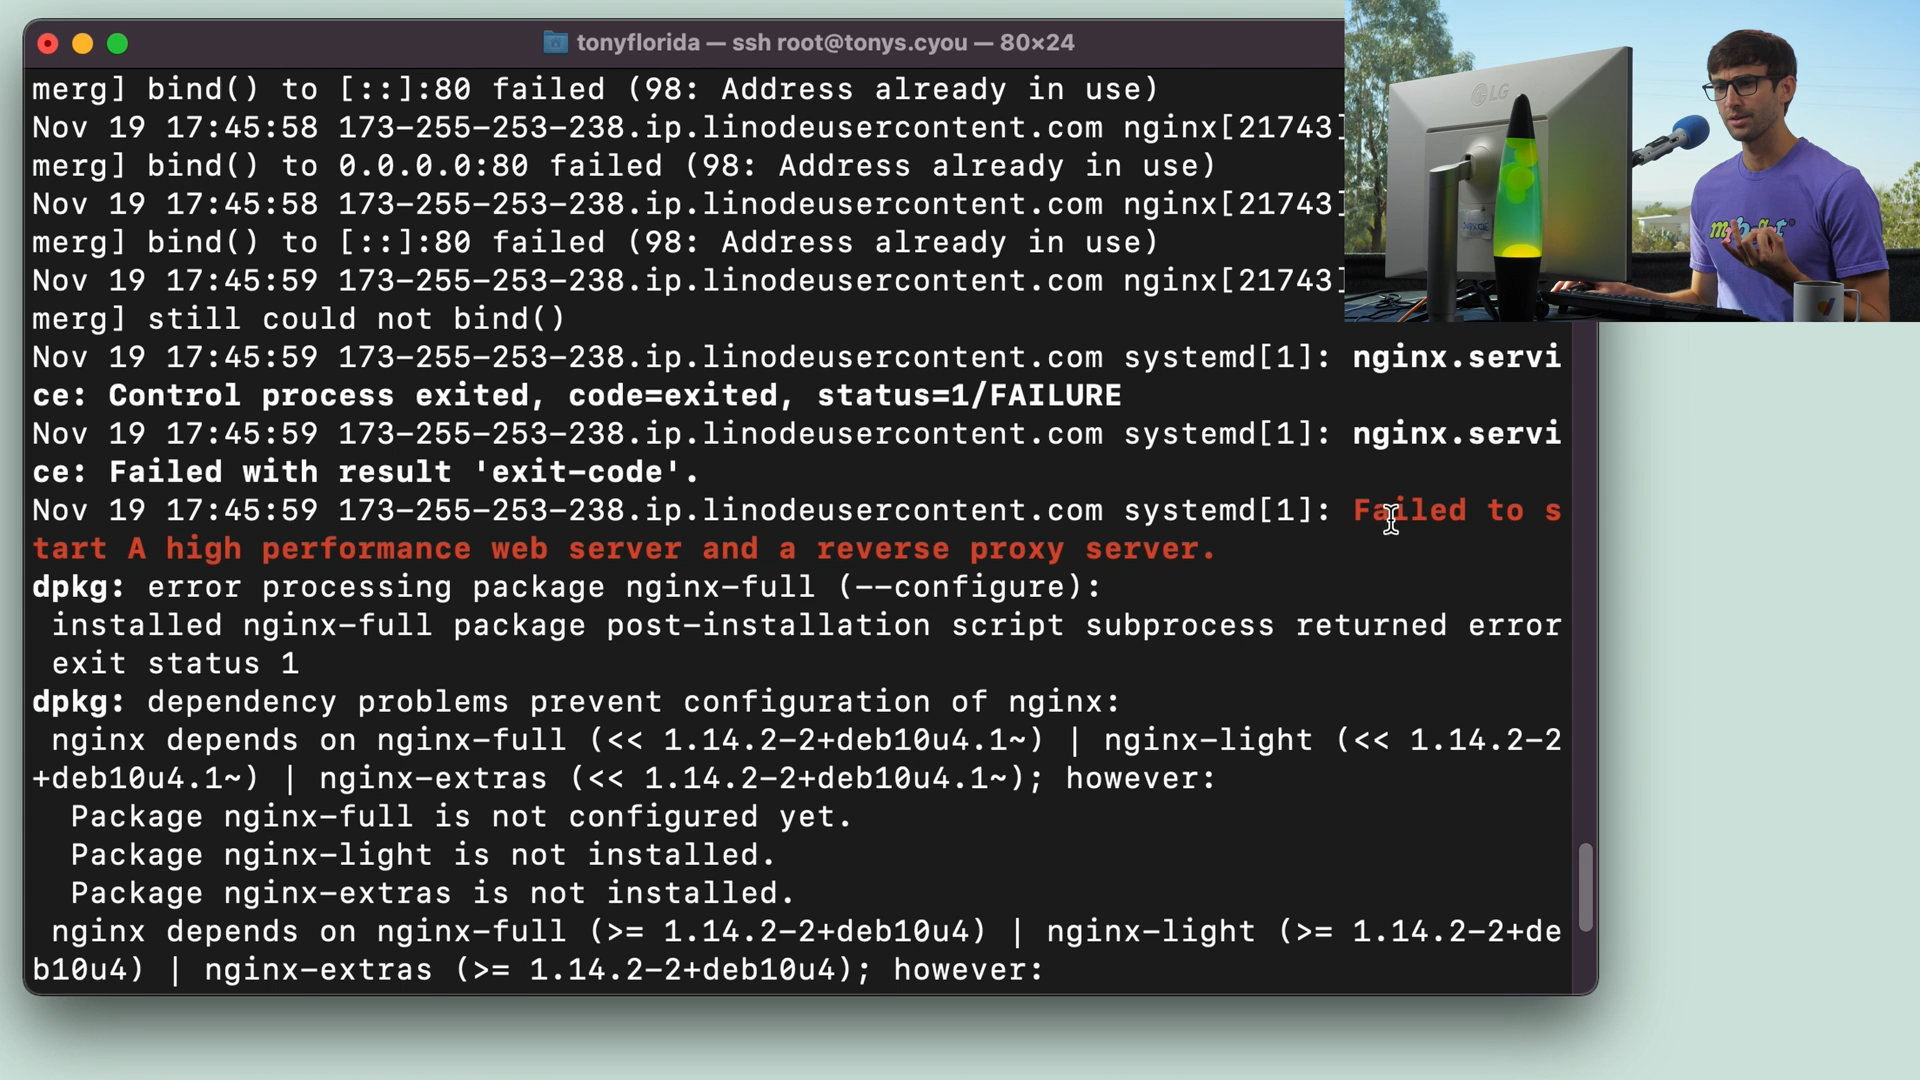 tonyflorida — ssh root@tonys.cyou — 80×24
merg] bind() to [::]:80 failed (98: Address already in use)
Nov 19 17:45:58 173-255-253-238.ip.linodeusercontent.com nginx[21743]
merg] bind() to 0.0.0.0:80 failed (98: Address already in use)
Nov 19 17:45:58 173-255-253-238.ip.linodeusercontent.com nginx[21743]
merg] bind() to [::]:80 failed (98: Address already in use)
Nov 19 17:45:59 173-255-253-238.ip.linodeusercontent.com nginx[21743]
merg] still could not bind()
Nov 19 17:45:59 173-255-253-238.ip.linodeusercontent.com systemd[1]: nginx.servi
ce: Control process exited, code=exited, status=1/FAILURE
Nov 19 17:45:59 173-255-253-238.ip.linodeusercontent.com systemd[1]: nginx.servi
ce: Failed with result 'exit-code'.
Nov 19 17:45:59 173-255-253-238.ip.linodeusercontent.com systemd[1]: Failed to s
tart A high performance web server and a reverse proxy server.
dpkg: error processing package nginx-full (--configure):
 installed nginx-full package post-installation script subprocess returned error
 exit status 1
dpkg: dependency problems prevent configuration of nginx:
 nginx depends on nginx-full (<< 1.14.2-2+deb10u4.1~) | nginx-light (<< 1.14.2-2
+deb10u4.1~) | nginx-extras (<< 1.14.2-2+deb10u4.1~); however:
  Package nginx-full is not configured yet.
  Package nginx-light is not installed.
  Package nginx-extras is not installed.
 nginx depends on nginx-full (>= 1.14.2-2+deb10u4) | nginx-light (>= 1.14.2-2+de
b10u4) | nginx-extras (>= 1.14.2-2+deb10u4); however:
LG